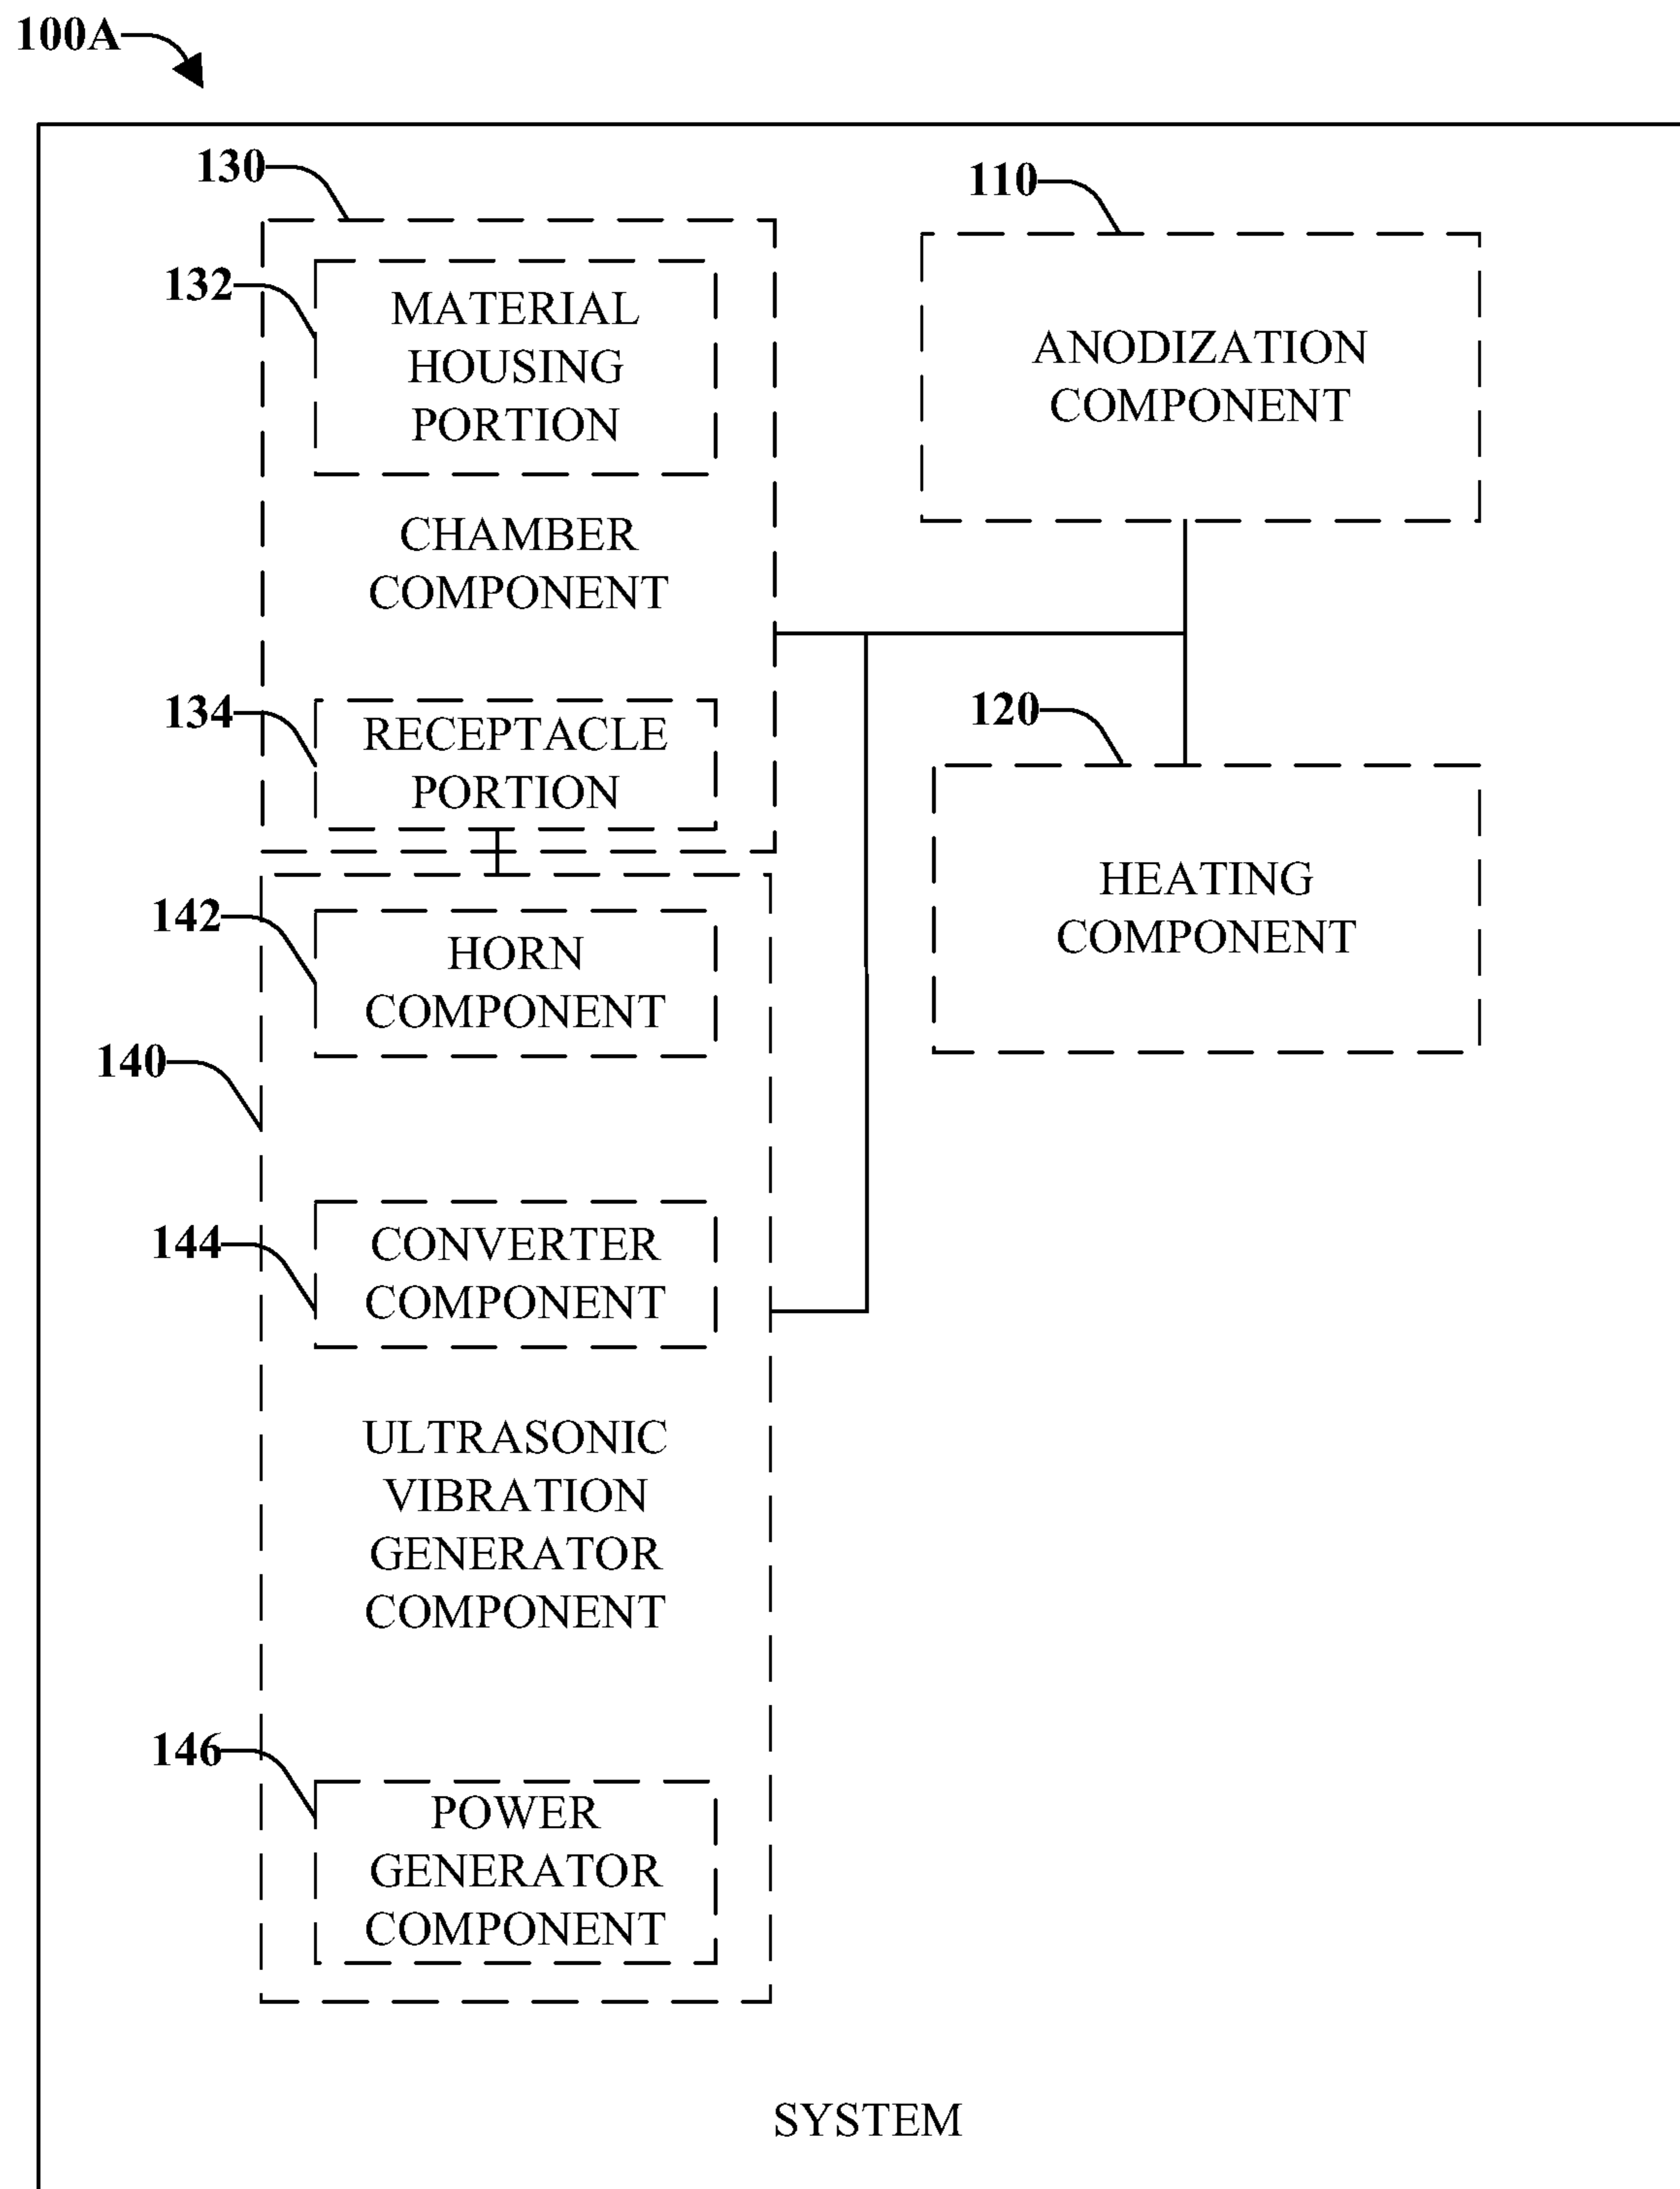 100A
130
132
MATERIAL
HOUSING
PORTION
CHAMBER
COMPONENT
134
RECEPTACLE
PORTION
110
ANODIZATION
COMPONENT
120
HEATING
COMPONENT
142
HORN
COMPONENT
140
144
CONVERTER
COMPONENT
ULTRASONIC
VIBRATION
GENERATOR
COMPONENT
146
POWER
GENERATOR
COMPONENT
SYSTEM